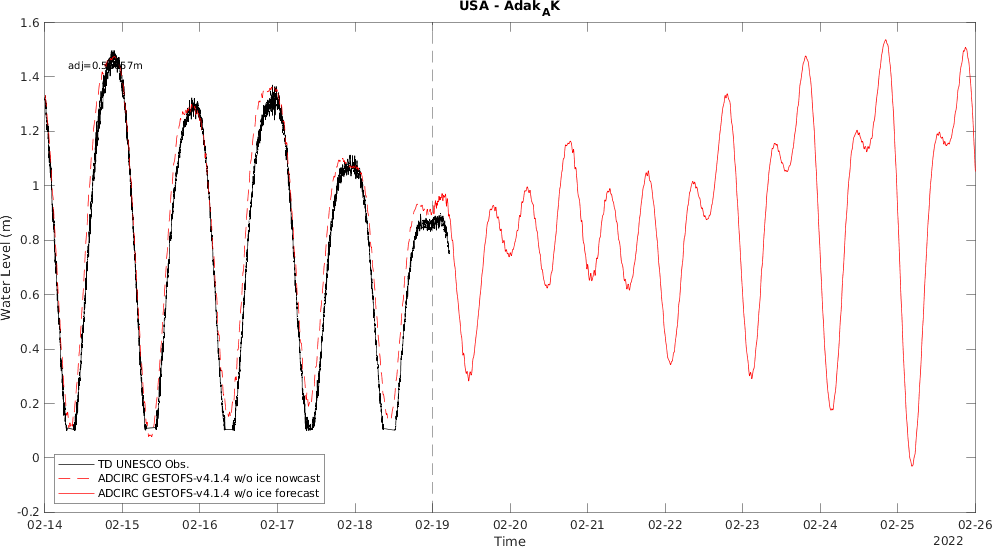 USA - Adak_AK
1.6
1.4
1.2
1
0.8
0.6
0.4
0.2
0
-0.2
Water Level (m)
TD UNESCO Obs.
ADCIRC GESTOFS-v4.1.4 w/o ice nowcast
ADCIRC GESTOFS-v4.1.4 w/o ice forecast
02-14 02-15 02-16 02-17 02-18 02-19 02-20 02-21 02-22 02-23 02-24 02-25 02-26
Time
2022